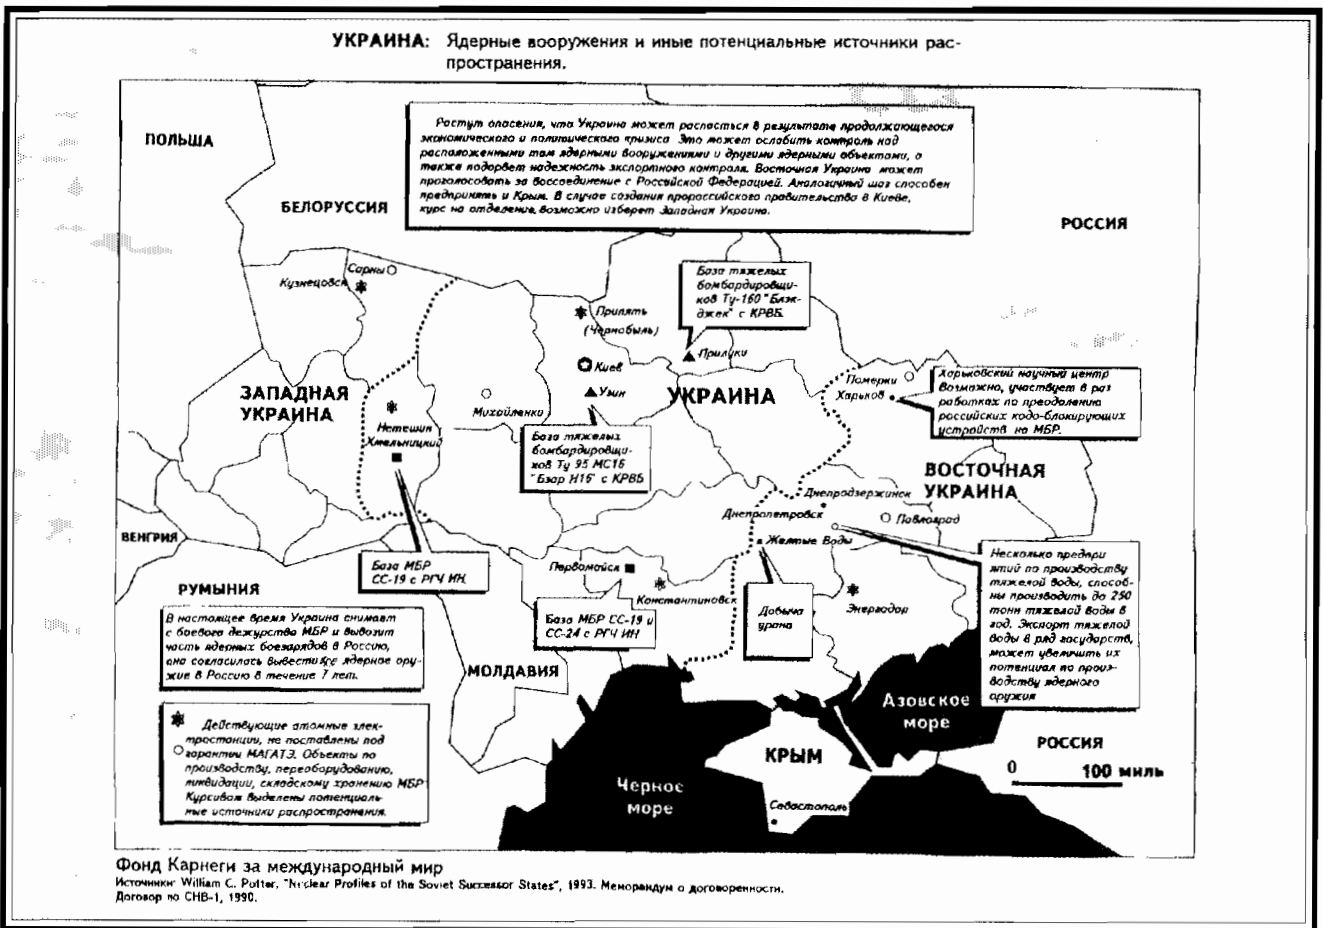 УКРАИНА: Ядерные вооружения и иные потенциальные источники рас-
пространения.
ПОЛЬША
БЕЛОРУССИЯ
Растут опасения, что Украина может распасться в результате продолжающегося
экономического и политического кризиса Это может ослабить контроль над
расположенными там ядерными вооружениями и другими ядерными объектами, а
также подорвет надежность экспортного контроля. Восточная Украина может
проголосовать за воссоединение с Российской Федерацией. Аналогичный шаг способен
предпринять и Крым. В случае создания пророссийского правительства в Киеве,
курс на отделение, возможно изберет Западная Украина.
РОССИЯ
Сарны
Кузнецовск
База тяжелых
бомбардировщи-
ков Ту-160 "Блэк-
джек" с КРВБ.
Припять
(Чернобыль)
Прилуки
Киев
Узин
ЗАПАДНАЯ
УКРАИНА
Михайленки
УКРАИНА
Померки
Харьков
Харьковский научный центр
возможно, участвует в раз
работках по преодолению
российских кодо-блокирующих
устройств на МБР.
Нетешин
Хмельницкий
База тяжелых
бомбардировщи-
ков Ту 95 МС16
"Бэар Н16" с КРВБ
ВОСТОЧНАЯ
УКРАИНА
Днепродзержинск
Днепропетровск
Павлоград
Желтые Воды
ВЕНГРИЯ
База МБР
СС-19 с РГЧ ИН
Первомайск
Константиновск
База МБР СС-19 и
СС-24 с РГЧ ИН
Добыча
урана
Энергодар
Несколько предпри
ятий по производству
тяжелой воды, способ-
ны производить до 250
тонн тяжелой воды в
год. Экспорт тяжелой
воды в ряд государств,
может увеличить их
потенциал по произ-
водству ядерного
оружия
РУМЫНИЯ
В настоящее время Украина снимает
с боевого дежурства МБР и вывозит
часть ядерных боезарядов в Россию,
она согласилась вывести все ядерное ору-
жие в Россию в течение 7 лет.
МОЛДАВИЯ
Действующие атомные элек-
тростанции, не поставлены под
гарантии МАГАТЭ. Объекты по
производству, переоборудованию,
ликвидации, складскому хранению МБР
Курсивом выделены потенциаль-
ные источники распространения.
Азовское
море
КРЫМ
РОССИЯ
0 100 миль
Черное
море
Севастополь
Фонд Карнеги за международный мир
Источники: William C. Potter, "Nuclear Profiles of the Soviet Successor States", 1993. Меморандум о договоренности.
Договор по СНВ-1, 1990.